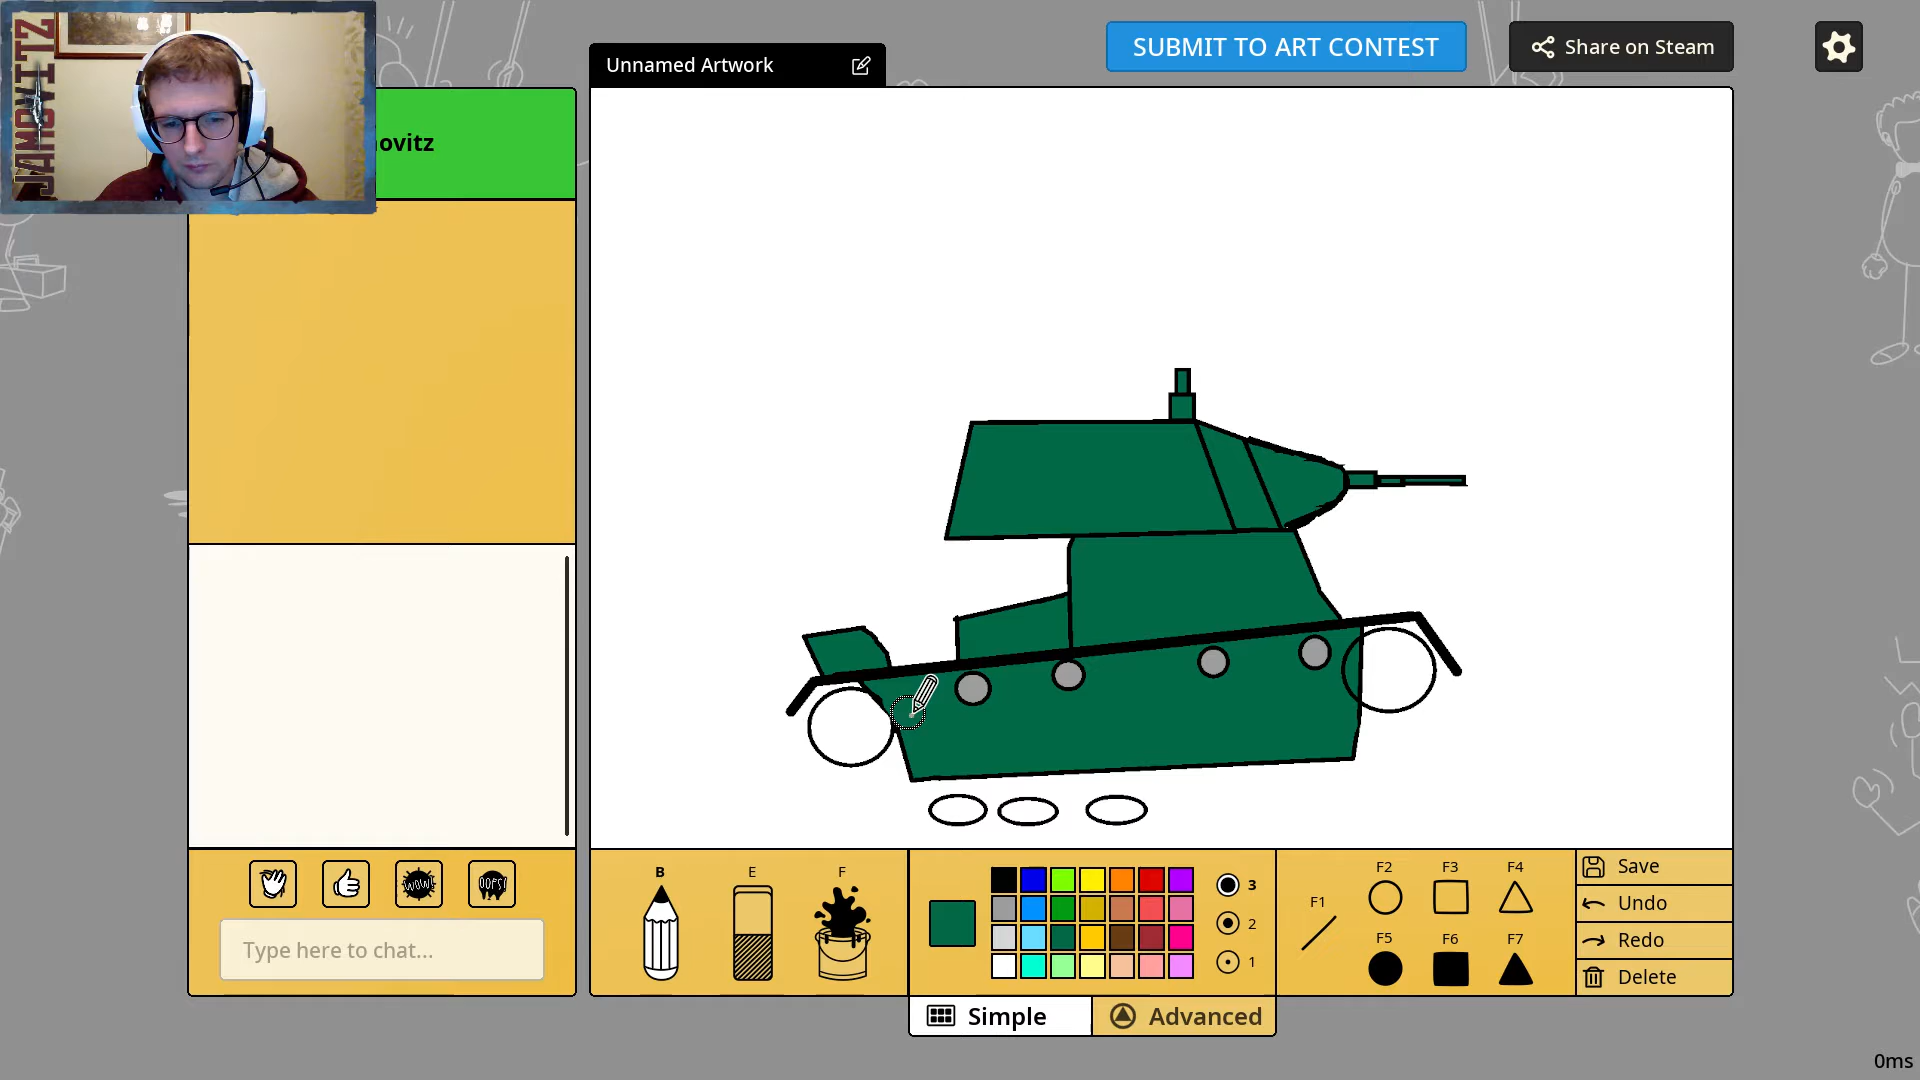 JAMOVITZ
ovitz
Unnamed Artwork
SUBMIT TO ART CONTEST
Share on Steam
WOW!
OOPS!
Type here to chat...
B
E
F
3
2
1
F1
F2
F3
F4
F5
F6
F7
Save
Undo
Redo
Delete
Simple
Advanced
0ms